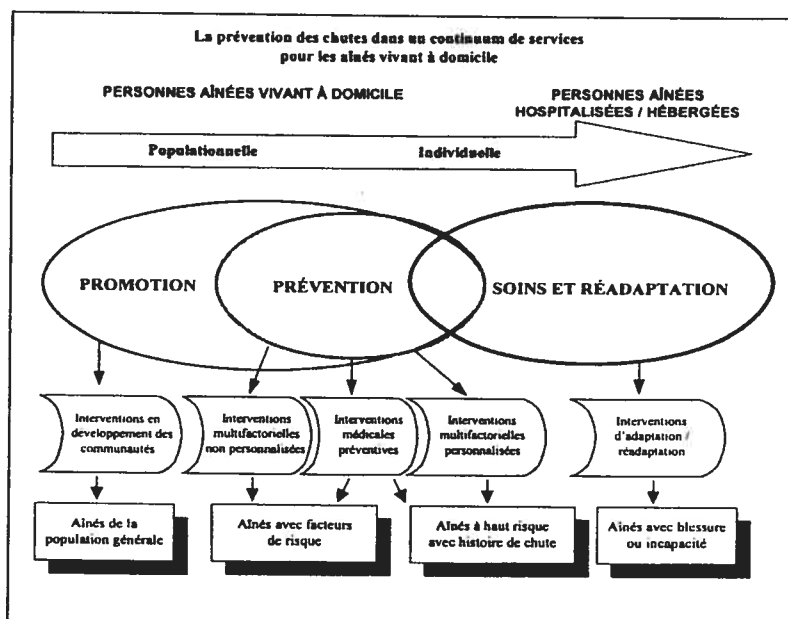 La prévention des chutes dans un continuum de services
pour les aînés vivant à domicile
PERSONNES AÎNÉES VIVANT À DOMICILE
PERSONNES AÎNÉES
HOSPITALISÉES / HÉBERGÉES
Populationnelle
Individuelle
PROMOTION
PRÉVENTION
SOINS ET RÉADAPTATION
Interventions en
développement des
communautés
Interventions
multifactorielles
non personnalisées
Interventions
médicales
préventives
Interventions
multifactorielles
personnalisées
Interventions
d'adaptation /
réadaptation
Aînés de la
population générale
Aînés avec facteurs
de risque
Aînés à haut risque
avec histoire de chute
Aînés avec blessure
ou incapacité